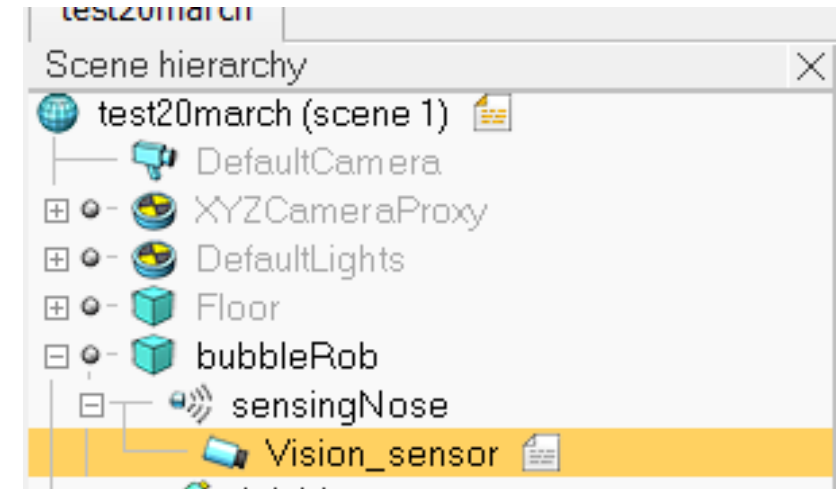 test20march
Scene hierarchy
test20march (scene 1)
DefaultCamera
XYZCameraProxy
DefaultLights
Floor
bubbleRob
sensingNose
Vision_sensor